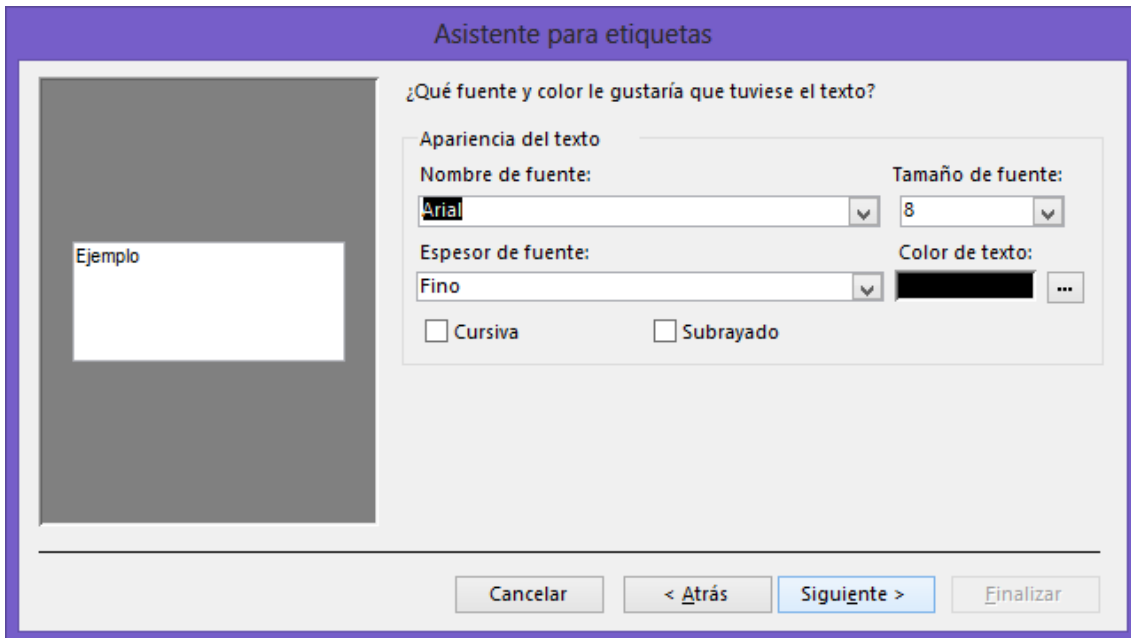 Asistente para etiquetas
¿Qué fuente y color le gustaría que tuviese el texto?
Apariencia del texto
Nombre de fuente: Tamaño de fuente:
Arial 8
Ejemplo
Espesor de fuente: Color de texto:
Fino ...
Cursiva Subrayado
Cancelar < Atrás Siguiente > Finalizar